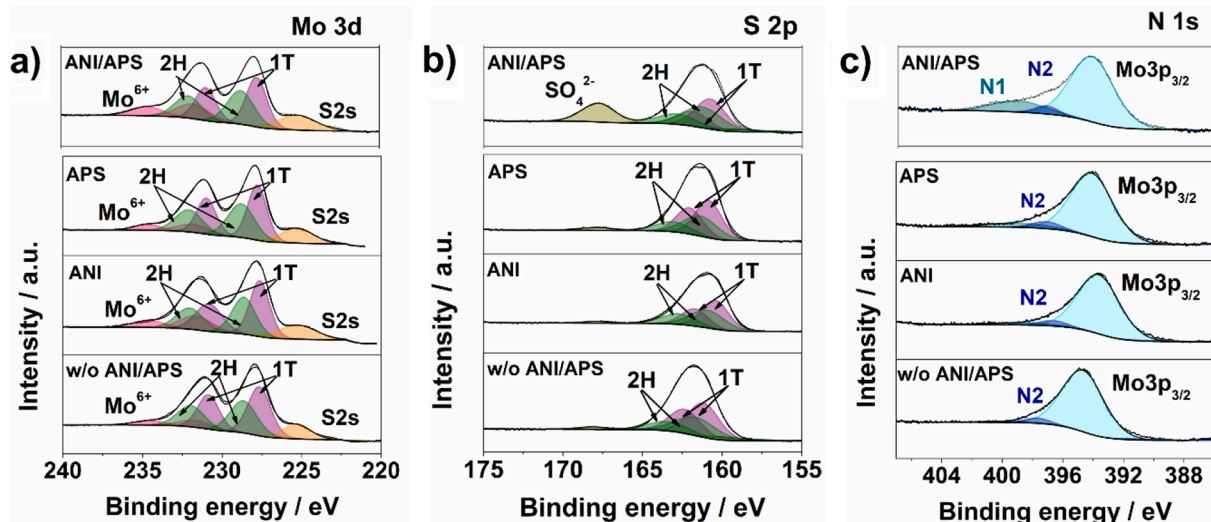 a)
Mo 3d
ANI/APS
2H
1T
Mo6+
S2s
APS
2H
1T
Mo6+
S2s
ANI
2H
1T
Mo6+
S2s
w/o ANI/APS
2H
1T
Mo6+
S2s
Intensity / a.u.
240 235 230 225 220
Binding energy / eV
b)
S 2p
ANI/APS
2H
1T
SO42-
APS
2H
1T
ANI
2H
1T
w/o ANI/APS
2H
1T
Intensity / a.u.
175 170 165 160 155
Binding energy / eV
c)
N 1s
ANI/APS
N1
N2
Mo3p3/2
APS
N2
Mo3p3/2
ANI
N2
Mo3p3/2
w/o ANI/APS
N2
Mo3p3/2
Intensity / a.u.
404 400 396 392 388
Binding energy / eV